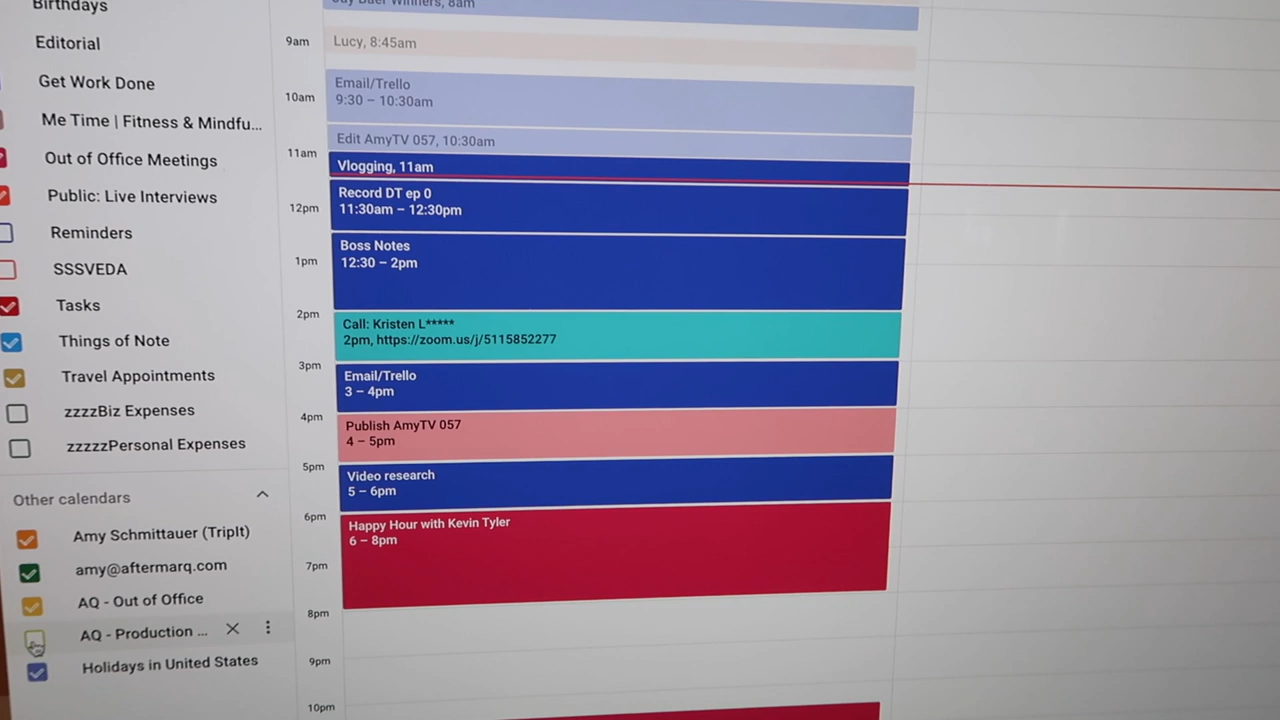 Birthdays
Editorial
Get Work Done
Me Time | Fitness & Mindfu...
Out of Office Meetings
Public: Live Interviews
Reminders
SSSVEDA
Tasks
Things of Note
Travel Appointments
zzzzBiz Expenses
zzzzzPersonal Expenses
Other calendars
Amy Schmittauer (TripIt)
amy@aftermarq.com
AQ - Out of Office
AQ - Production ...
Holidays in United States
9am
10am
11am
12pm
1pm
2pm
3pm
4pm
5pm
6pm
7pm
8pm
9pm
10pm
Winners, 8am
Lucy, 8:45am
Email/Trello
9:30 – 10:30am
Edit AmyTV 057, 10:30am
Vlogging, 11am
Record DT ep 0
11:30am – 12:30pm
Boss Notes
12:30 – 2pm
Call: Kristen L*****
2pm, https://zoom.us/j/5115852277
Email/Trello
3 – 4pm
Publish AmyTV 057
4 – 5pm
Video research
5 – 6pm
Happy Hour with Kevin Tyler
6 – 8pm